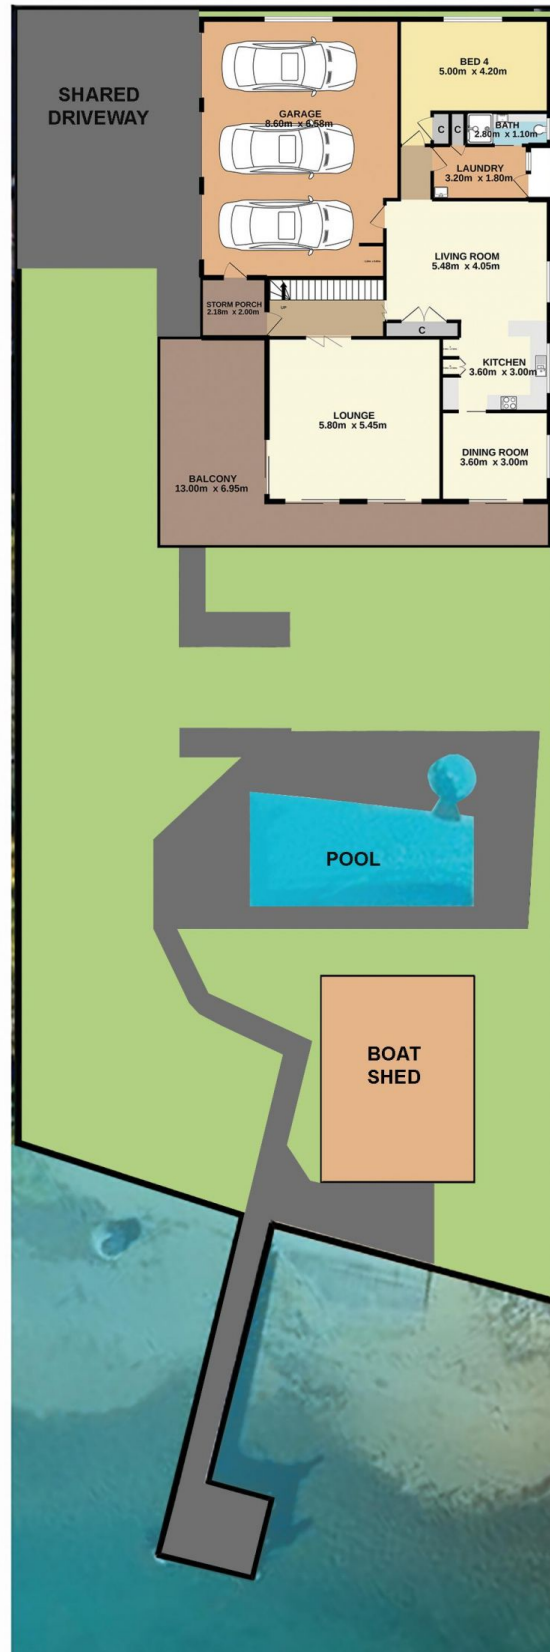 SHARED
DRIVEWAY
GARAGE
8.60m x 6.58m
BED 4
5.00m x 4.20m
C
C
BATH
2.80m x 1.10m
LAUNDRY
3.20m x 1.80m
LIVING ROOM
5.48m x 4.05m
STORM PORCH
2.18m x 2.00m
UP
C
KITCHEN
3.60m x 3.00m
LOUNGE
5.80m x 5.45m
DINING ROOM
3.60m x 3.00m
BALCONY
13.00m x 6.95m
POOL
BOAT
SHED